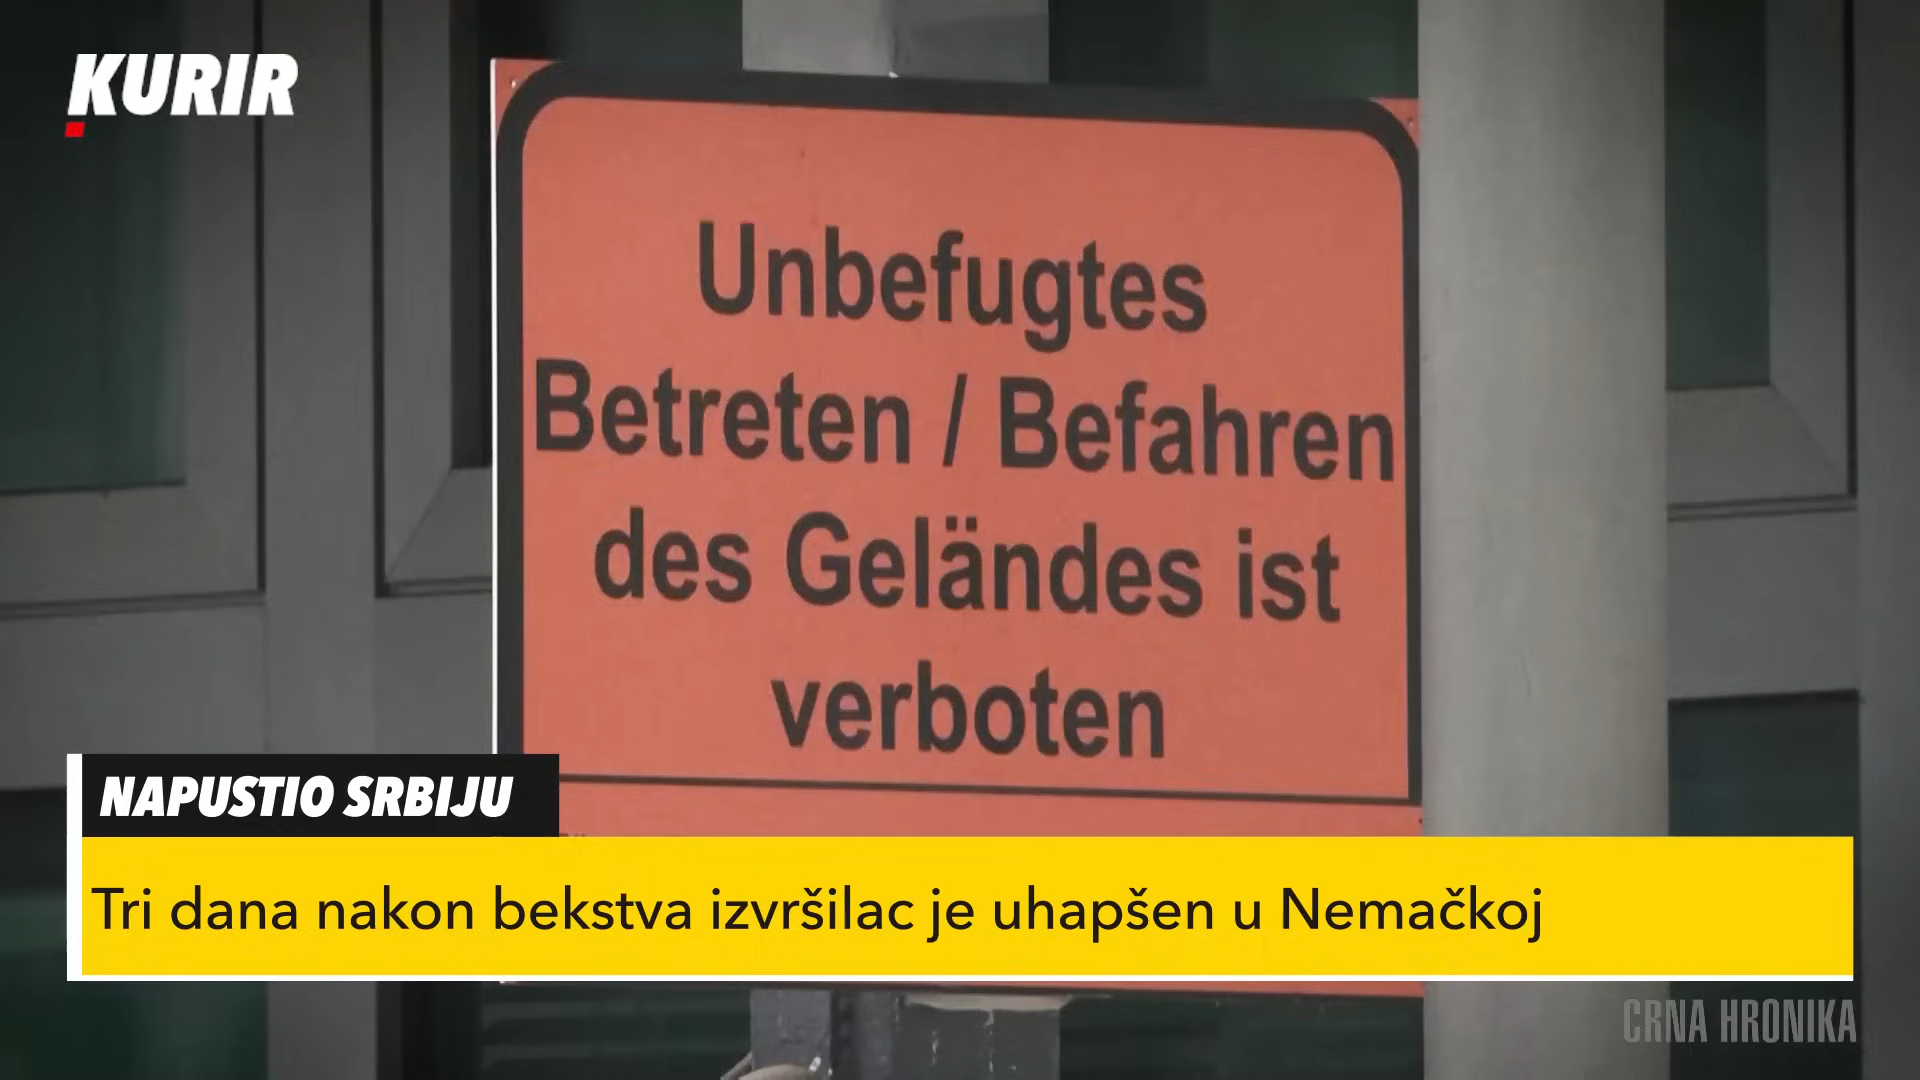 KURIR
Unbefugtes
Betreten / Befahren
des Geländes ist
verboten
NAPUSTIO SRBIJU
Tri dana nakon bekstva izvršilac je uhapšen u Nemačkoj
CRNA HRONIKA